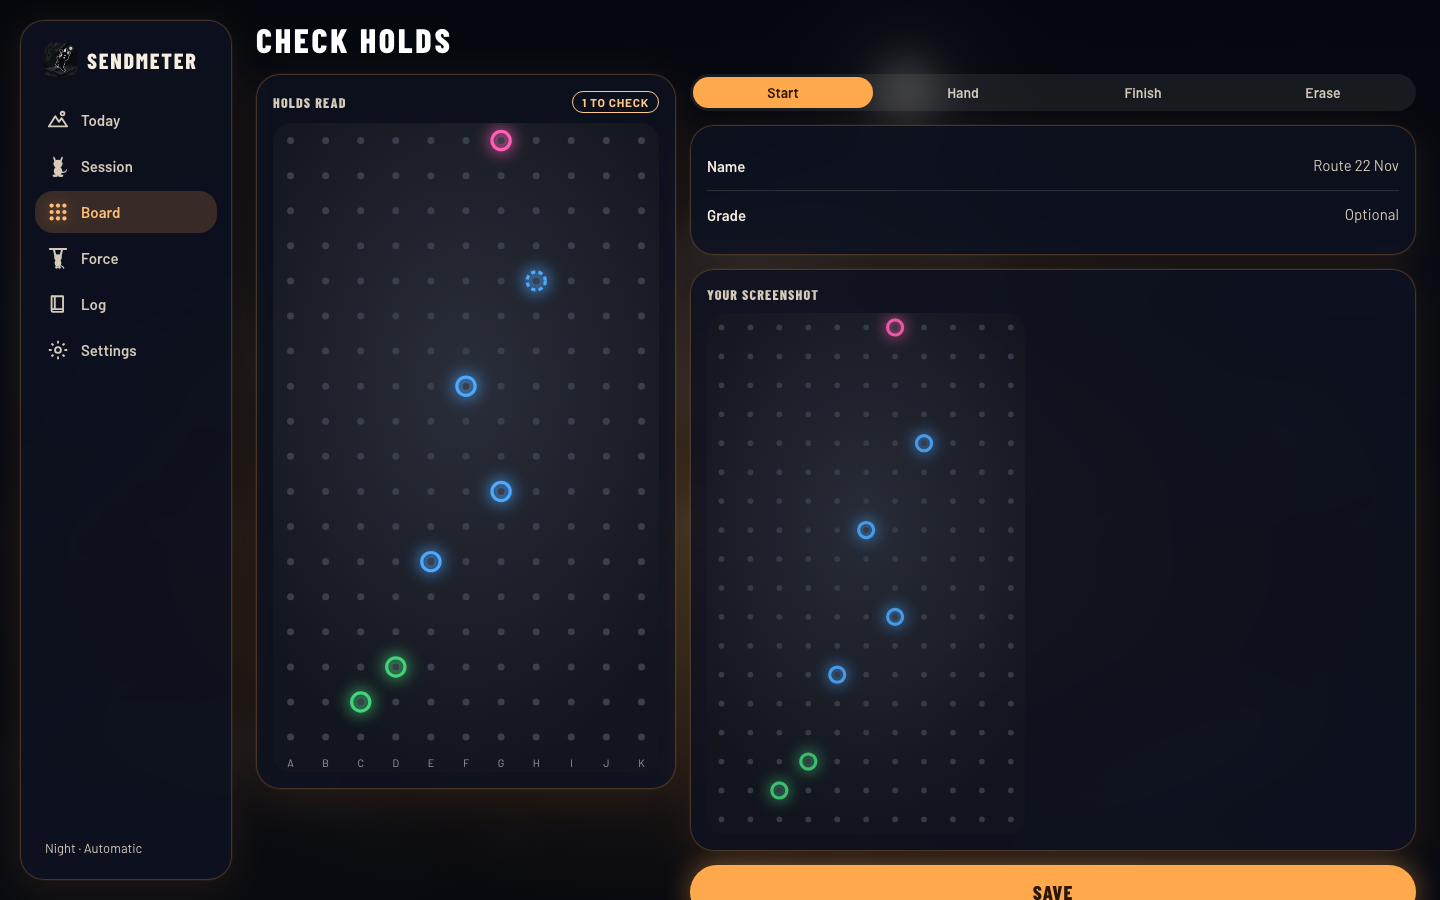 SENDMETER
Today
Session
Board
Force
Log
Settings
Night · Automatic
CHECK HOLDS
HOLDS READ
1 TO CHECK
A B C D E F G H I J K
Start Hand Finish Erase
Name Route 22 Nov
Grade Optional
YOUR SCREENSHOT
SAVE